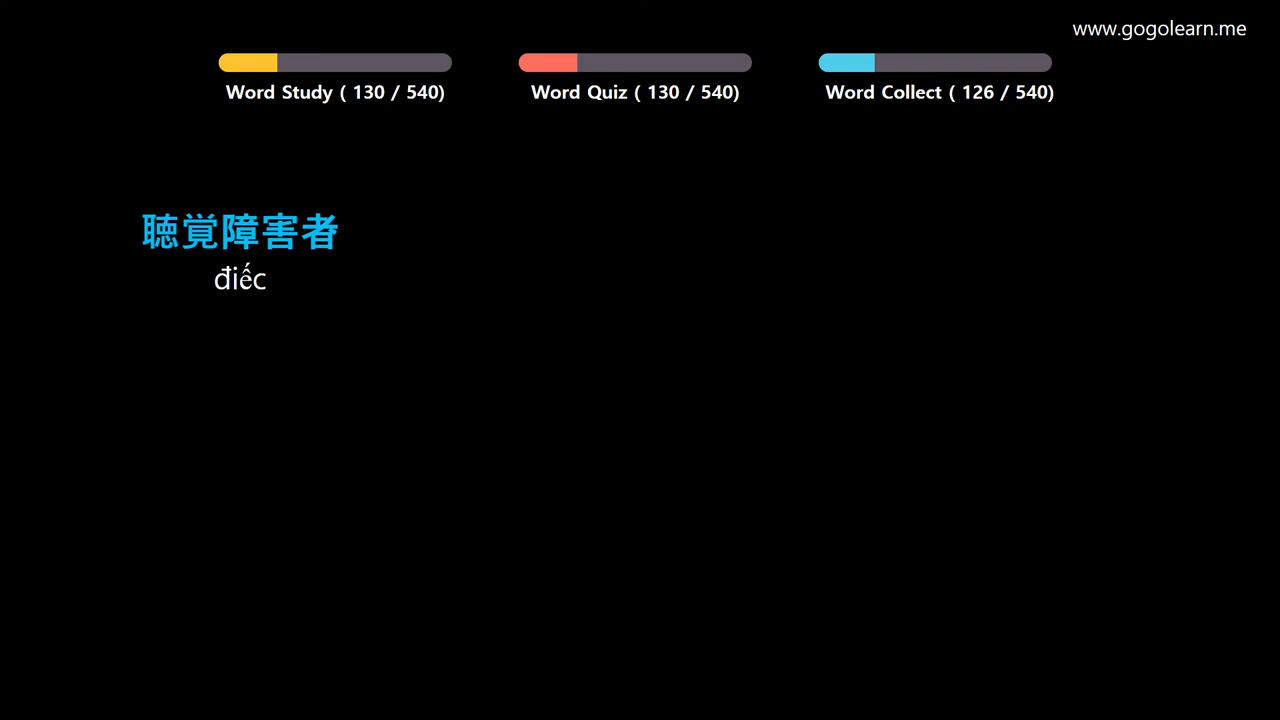 www.gogolearn.me
Word Study ( 130 / 540)
Word Quiz ( 130 / 540)
Word Collect ( 126 / 540)
聴覚障害者
điếc